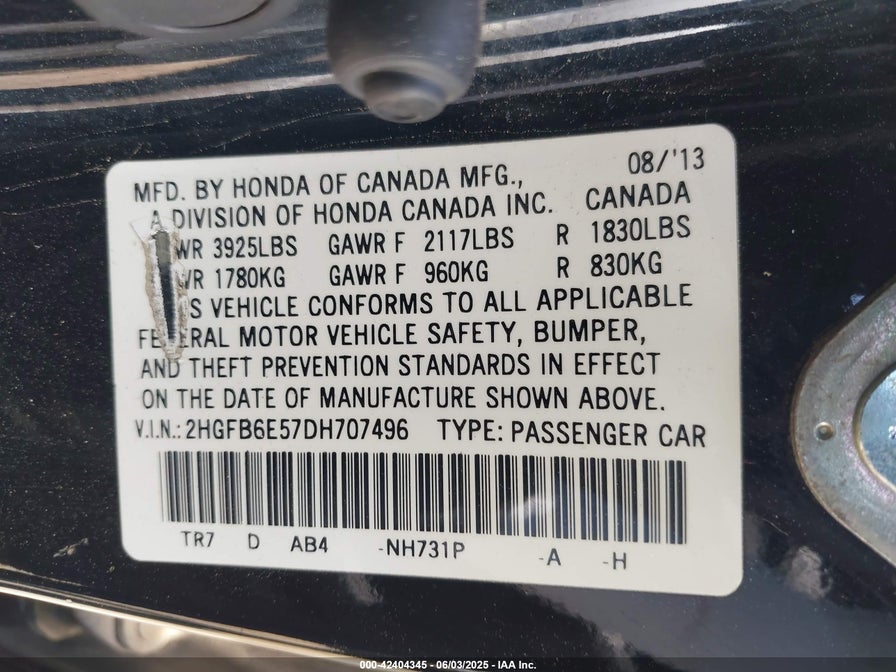 08/'13
MFD. BY HONDA OF CANADA MFG.,
A DIVISION OF HONDA CANADA INC. CANADA
WR 3925LBS GAWR F 2117LBS R 1830LBS
WR 1780KG GAWR F 960KG R 830KG
S VEHICLE CONFORMS TO ALL APPLICABLE
FEDERAL MOTOR VEHICLE SAFETY, BUMPER,
AND THEFT PREVENTION STANDARDS IN EFFECT
ON THE DATE OF MANUFACTURE SHOWN ABOVE.
V.I.N.: 2HGFB6E57DH707496 TYPE: PASSENGER CAR
TR7 D AB4 -NH731P -A -H
000-42404345 - 06/03/2025 - IAA Inc.